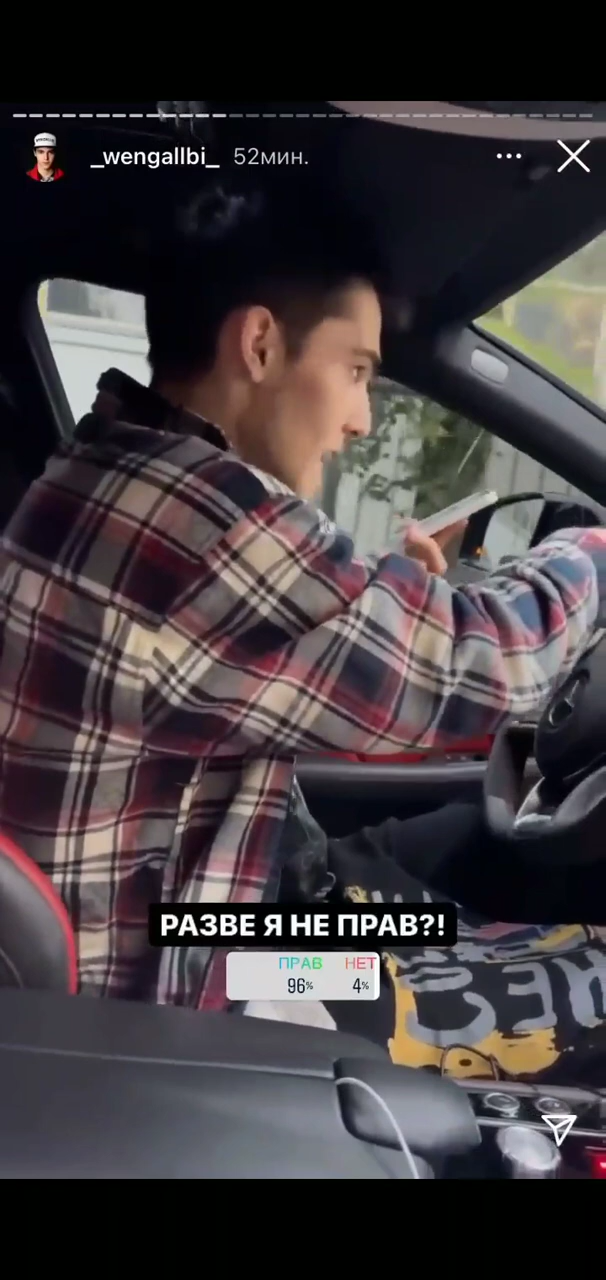 _wengallbi_ 52мин.
РАЗВЕ Я НЕ ПРАВ?!
ПРАВ НЕТ
96% 4%